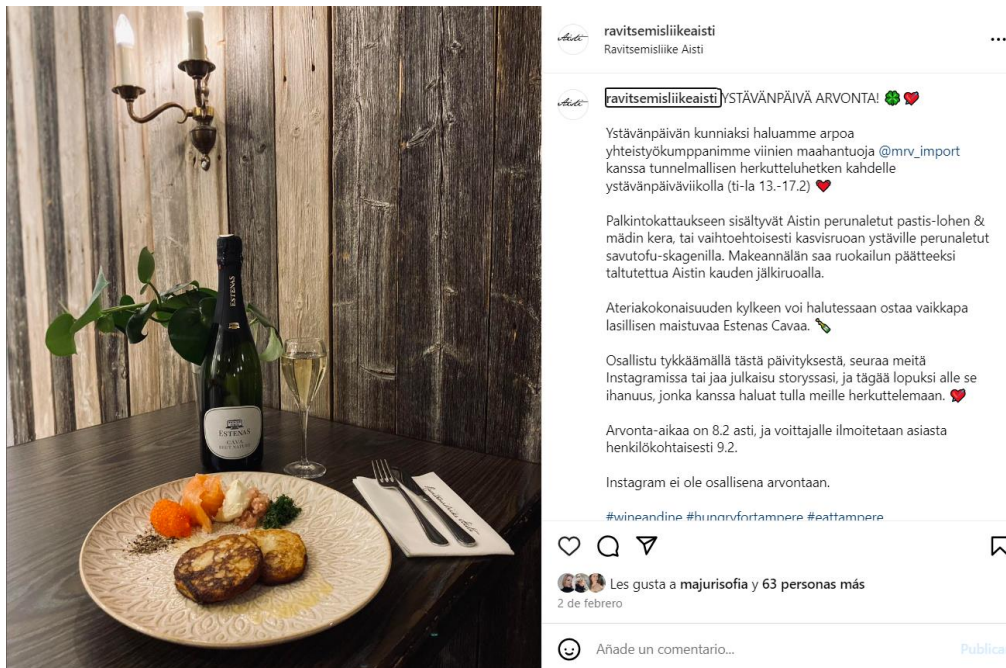 ESTENAS
ESTENAS
CAVA
BRUT NATURE
ravitsemisliike aisti
Aisti
ravitsemisliikeaisti
Ravitsemisliike Aisti
Aisti
ravitsemisliikeaisti YSTÄVÄNPÄIVÄ ARVONTA! 🍀 💘
Ystävänpäivän kunniaksi haluamme arpoa
yhteistyökumppanimme viinien maahantuoja @mrv_import
kanssa tunnelmallisen herkutteluhetken kahdelle
ystävänpäiväviikolla (ti-la 13.-17.2) ❤️
Palkintokattaukseen sisältyvät Aistin perunaletut pastis-lohen &
mädin kera, tai vaihtoehtoisesti kasvisruoan ystäville perunaletut
savutofu-skagenilla. Makeannälän saa ruokailun päätteeksi
taltutettua Aistin kauden jälkiruoalla.
Ateriakokonaisuuden kylkeen voi halutessaan ostaa vaikkapa
lasillisen maistuvaa Estenas Cavaa. 🍾
Osallistu tykkäämällä tästä päivityksestä, seuraa meitä
Instagramissa tai jaa julkaisu storyssasi, ja tägää lopuksi alle se
ihanuus, jonka kanssa haluat tulla meille herkuttelemaan. 💘
Arvonta-aikaa on 8.2 asti, ja voittajalle ilmoitetaan asiasta
henkilökohtaisesti 9.2.
Instagram ei ole osallisena arvontaan.
#wineandine #hungryfortampere #eattampere
Les gusta a majurisofia y 63 personas más
2 de febrero
Añade un comentario...
Publicar